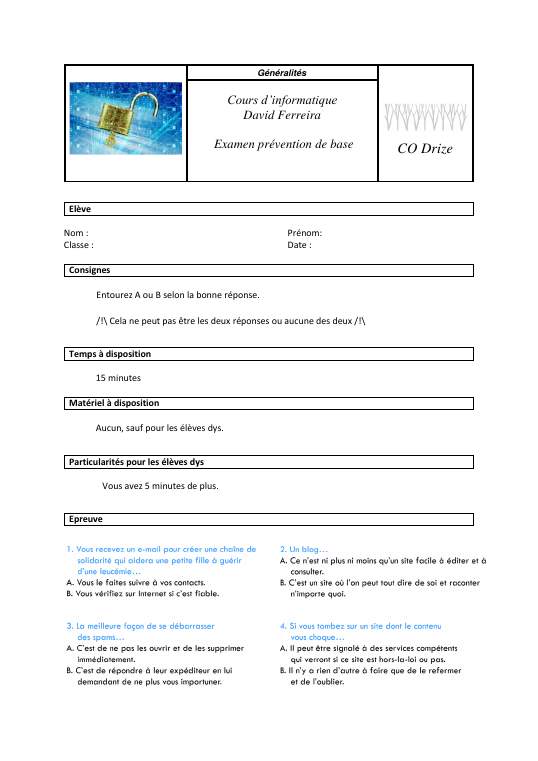 Généralités
Cours d'informatique
David Ferreira
Examen prévention de base
CO Drize
Elève
Nom :
Prénom:
Classe :
Date :
Consignes
Entourez A ou B selon la bonne réponse.
/!\ Cela ne peut pas être les deux réponses ou aucune des deux /!\
Temps à disposition
15 minutes
Matériel à disposition
Aucun, sauf pour les élèves dys.
Particularités pour les élèves dys
Vous avez 5 minutes de plus.
Epreuve
1. Vous recevez un e-mail pour créer une chaîne de
solidarité qui aidera une petite fille à guérir
d'une leucémie...
A. Vous le faites suivre à vos contacts.
B. Vous vérifiez sur Internet si c'est fiable.
2. Un blog...
A. Ce n'est ni plus ni moins qu'un site facile à éditer et à
consulter.
B. C'est un site où l'on peut tout dire de soi et raconter
n'importe quoi.
3. La meilleure façon de se débarrasser
des spams...
A. C'est de ne pas les ouvrir et de les supprimer
immédiatement.
B. C'est de répondre à leur expéditeur en lui
demandant de ne plus vous importuner.
4. Si vous tombez sur un site dont le contenu
vous choque...
A. Il peut être signalé à des services compétents
qui verront si ce site est hors-la-loi ou pas.
B. Il n'y a rien d'autre à faire que de le refermer
et de l'oublier.